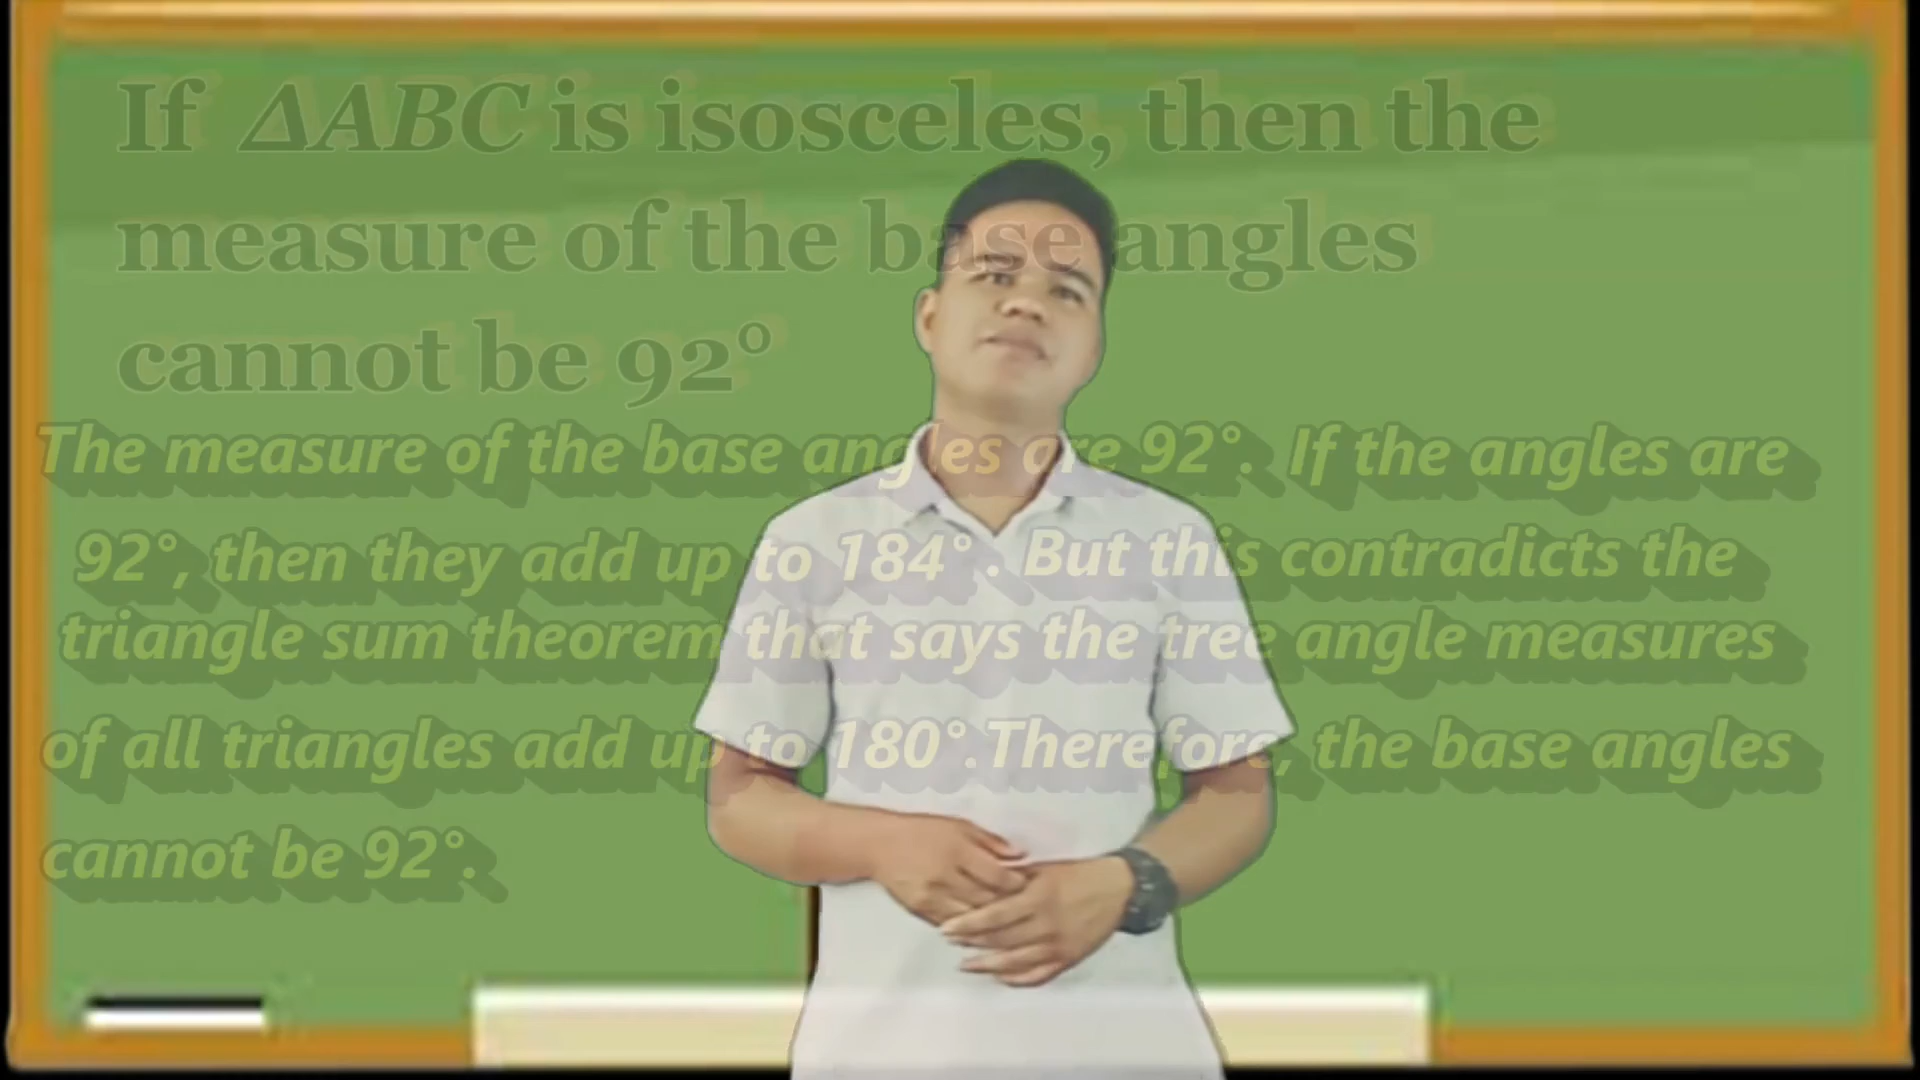 If ΔABC is isosceles, then the
measure of the base angles
cannot be 92°
The measure of the base angles are 92°. If the angles are
92°, then they add up to 184°. But this contradicts the
triangle sum theorem that says the tree angle measures
of all triangles add up to 180°.Therefore, the base angles
cannot be 92°.